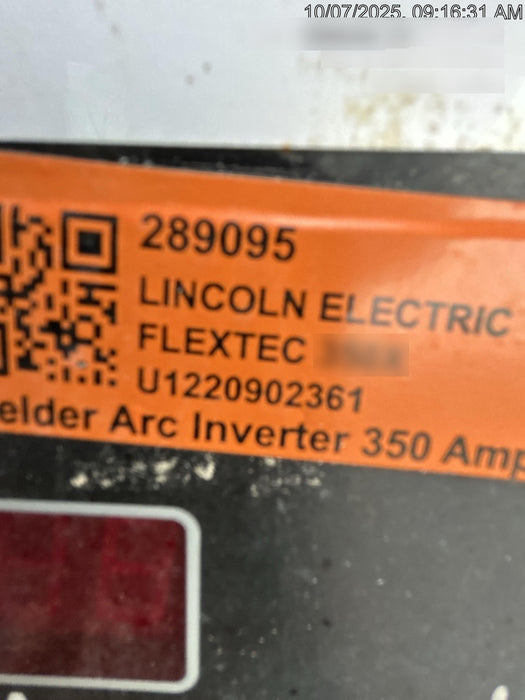 10/07/2025, 09:16:31 AM
289095
LINCOLN ELECTRIC
FLEXTEC
U1220902361
elder Arc Inverter 350 Amp